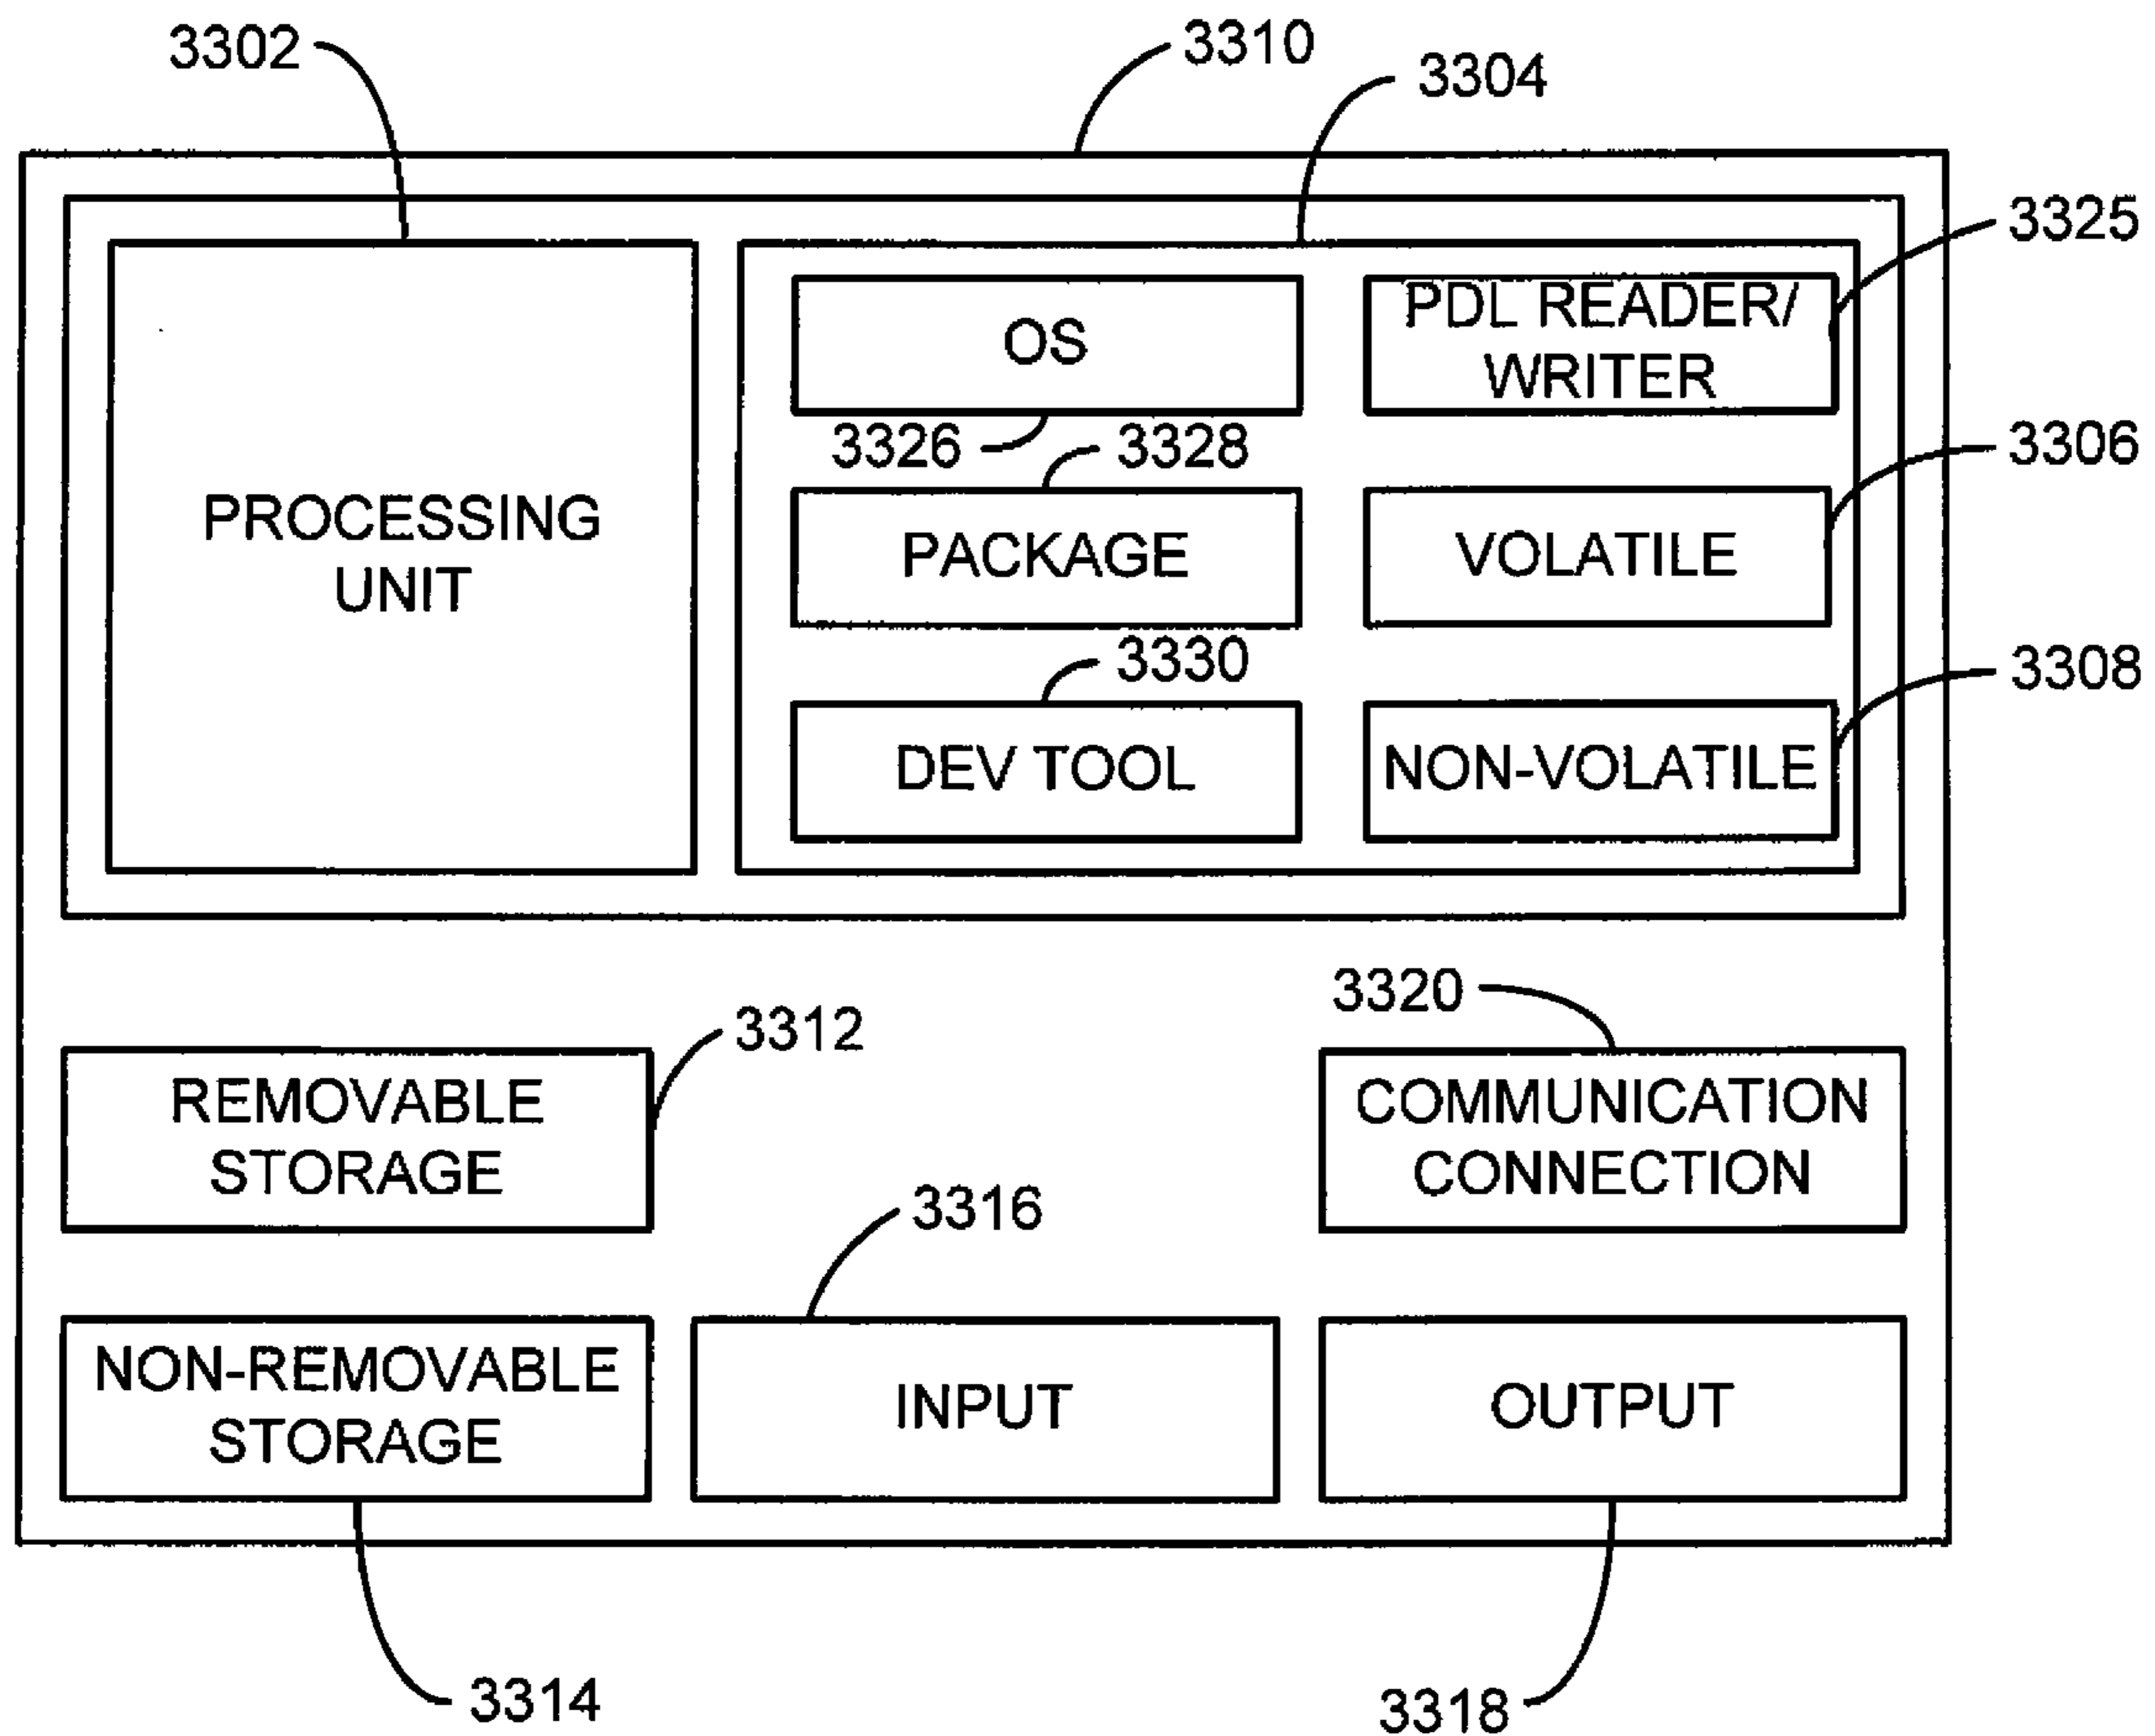 3302
3310
3304
3325
OS
PDL READER/
WRITER
3326
3328
3306
PROCESSING
UNIT
PACKAGE
VOLATILE
3330
3308
DEV TOOL
NON-VOLATILE
3320
3312
REMOVABLE
STORAGE
COMMUNICATION
CONNECTION
3316
NON-REMOVABLE
STORAGE
INPUT
OUTPUT
3314
3318